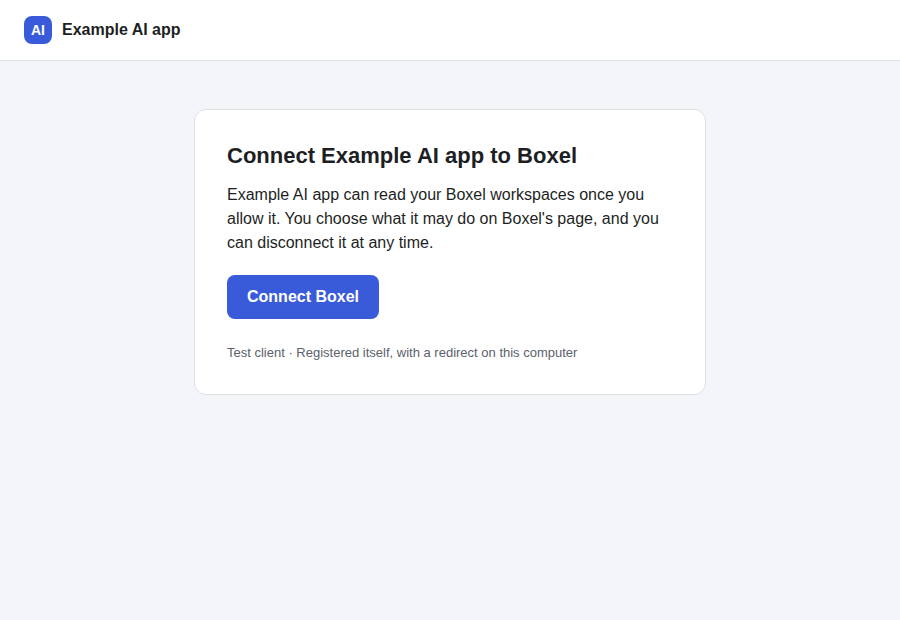 AI Example AI app
Connect Example AI app to Boxel
Example AI app can read your Boxel workspaces once you
allow it. You choose what it may do on Boxel's page, and you
can disconnect it at any time.
Connect Boxel
Test client · Registered itself, with a redirect on this computer